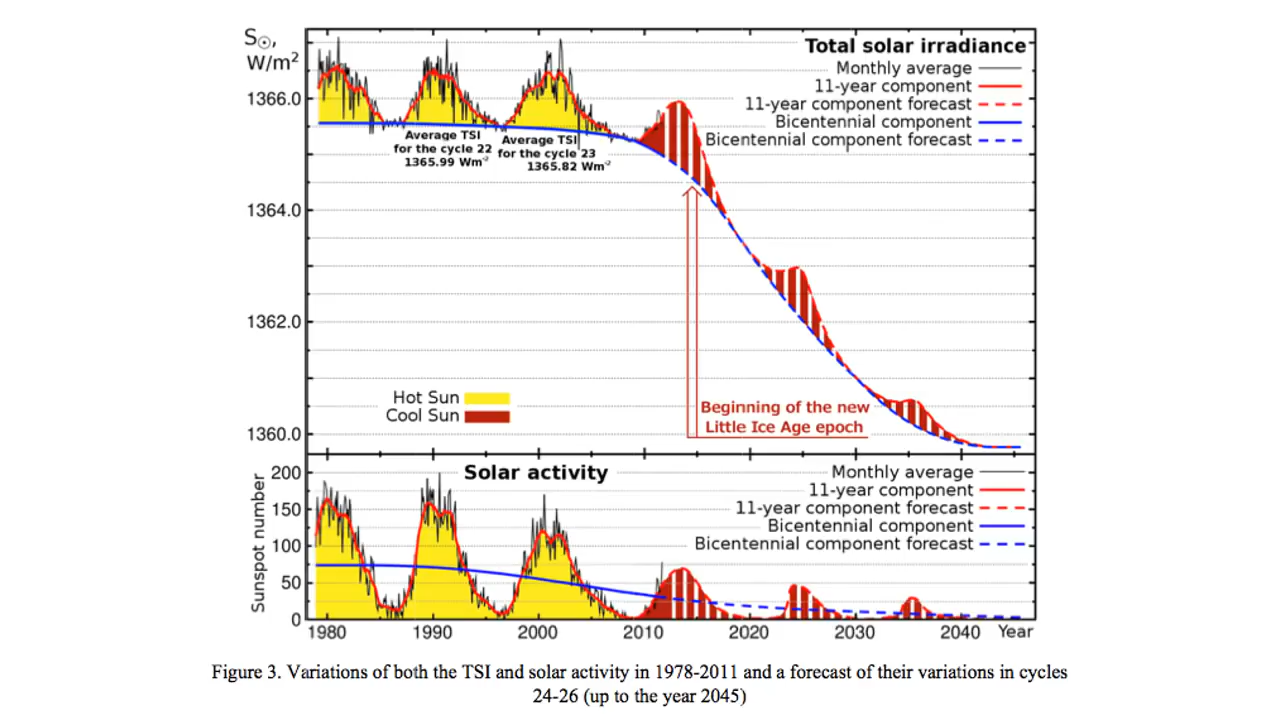 S☉,
W/m²
Total solar irradiance
Monthly average
11-year component
11-year component forecast
Bicentennial component
Bicentennial component forecast
1366.0
1364.0
1362.0
1360.0
Average TSI
for the cycle 22
1365.99 Wm⁻²
Average TSI
for the cycle 23
1365.82 Wm⁻²
Hot Sun
Cool Sun
Beginning of the new
Little Ice Age epoch
Solar activity
Sunspot number
Monthly average
11-year component
11-year component forecast
Bicentennial component
Bicentennial component forecast
200
150
100
50
0
1980 1990 2000 2010 2020 2030 2040 Year
Figure 3. Variations of both the TSI and solar activity in 1978-2011 and a forecast of their variations in cycles
24-26 (up to the year 2045)